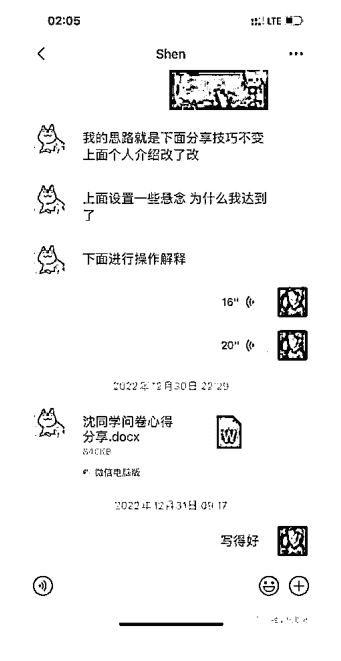 02:05
LTE
Shen
我的思路就是下面分享技巧不变
上面个人介绍改了改
上面设置一些悬念 为什么我达到
了
下面进行操作解释
16"
20"
2022年12月30日 22:29
沈同学问卷心得
分享.docx
840KB
微信电脑版
2022年12月31日 09:17
写得好